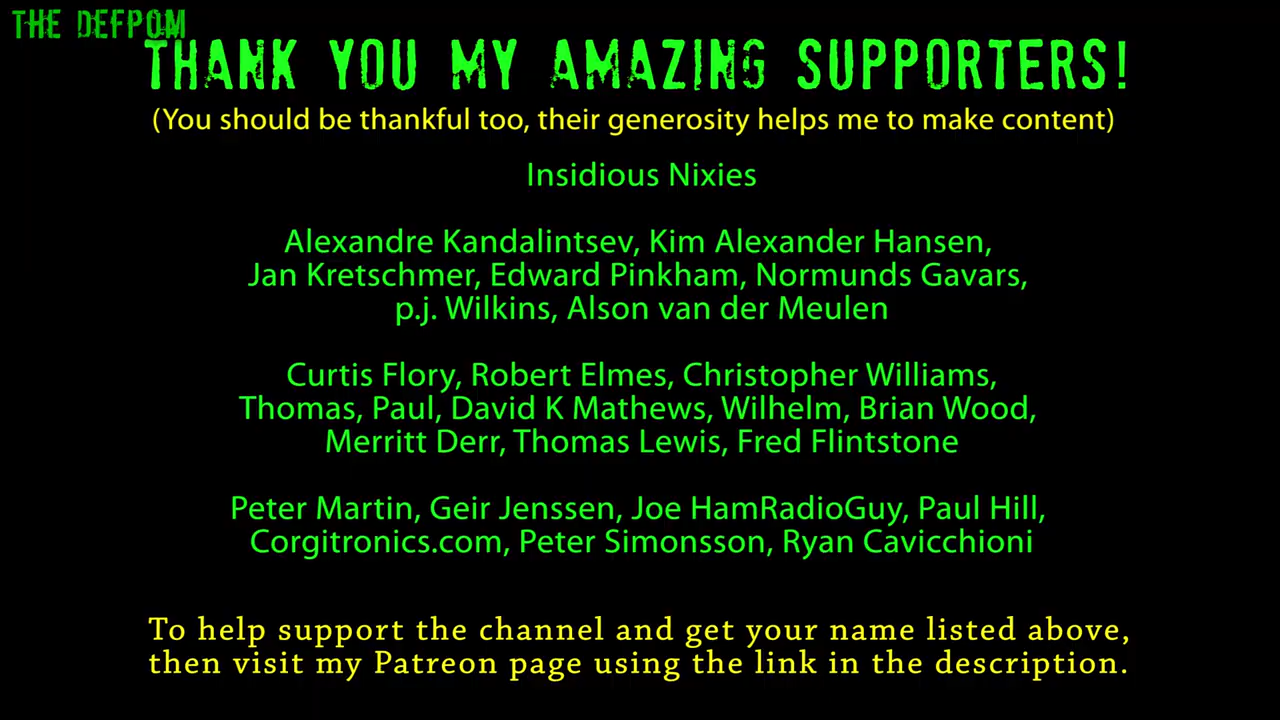 THE DEFPOM
THANK YOU MY AMAZING SUPPORTERS!
(You should be thankful too, their generosity helps me to make content)
Insidious Nixies
Alexandre Kandalintsev, Kim Alexander Hansen,
Jan Kretschmer, Edward Pinkham, Normunds Gavars,
p.j. Wilkins, Alson van der Meulen
Curtis Flory, Robert Elmes, Christopher Williams,
Thomas, Paul, David K Mathews, Wilhelm, Brian Wood,
Merritt Derr, Thomas Lewis, Fred Flintstone
Peter Martin, Geir Jenssen, Joe HamRadioGuy, Paul Hill,
Corgitronics.com, Peter Simonsson, Ryan Cavicchioni
To help support the channel and get your name listed above,
then visit my Patreon page using the link in the description.